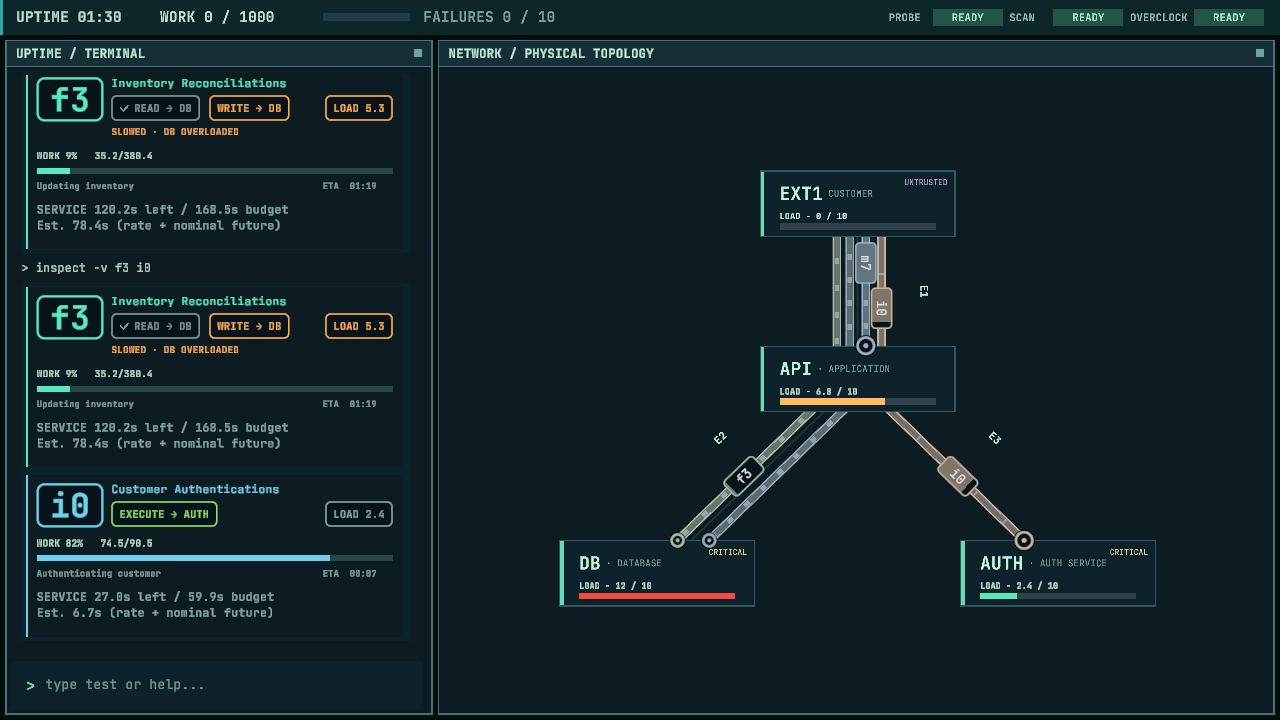 UPTIME 01:30 WORK 0 / 1000 FAILURES 0 / 10 PROBE READY SCAN READY OVERCLOCK READY
UPTIME / TERMINAL
f3 Inventory Reconciliations
✓ READ → DB WRITE → DB LOAD 5.3
SLOWED · DB OVERLOADED
WORK 9% 35.2/380.4
Updating inventory ETA 01:19
SERVICE 120.2s left / 168.5s budget
Est. 78.4s (rate + nominal future)
> inspect -v f3 i0
f3 Inventory Reconciliations
✓ READ → DB WRITE → DB LOAD 5.3
SLOWED · DB OVERLOADED
WORK 9% 35.2/380.4
Updating inventory ETA 01:19
SERVICE 120.2s left / 168.5s budget
Est. 78.4s (rate + nominal future)
i0 Customer Authentications
EXECUTE → AUTH LOAD 2.4
WORK 82% 74.5/90.5
Authenticating customer ETA 00:07
SERVICE 27.0s left / 59.9s budget
Est. 6.7s (rate + nominal future)
> type test or help...
NETWORK / PHYSICAL TOPOLOGY
UNTRUSTED
EXT1 CUSTOMER
LOAD - 0 / 10
m7
i0
E1
API · APPLICATION
LOAD - 6.8 / 10
E2
E3
f3
i0
CRITICAL
DB · DATABASE
LOAD - 12 / 10
CRITICAL
AUTH · AUTH SERVICE
LOAD - 2.4 / 10